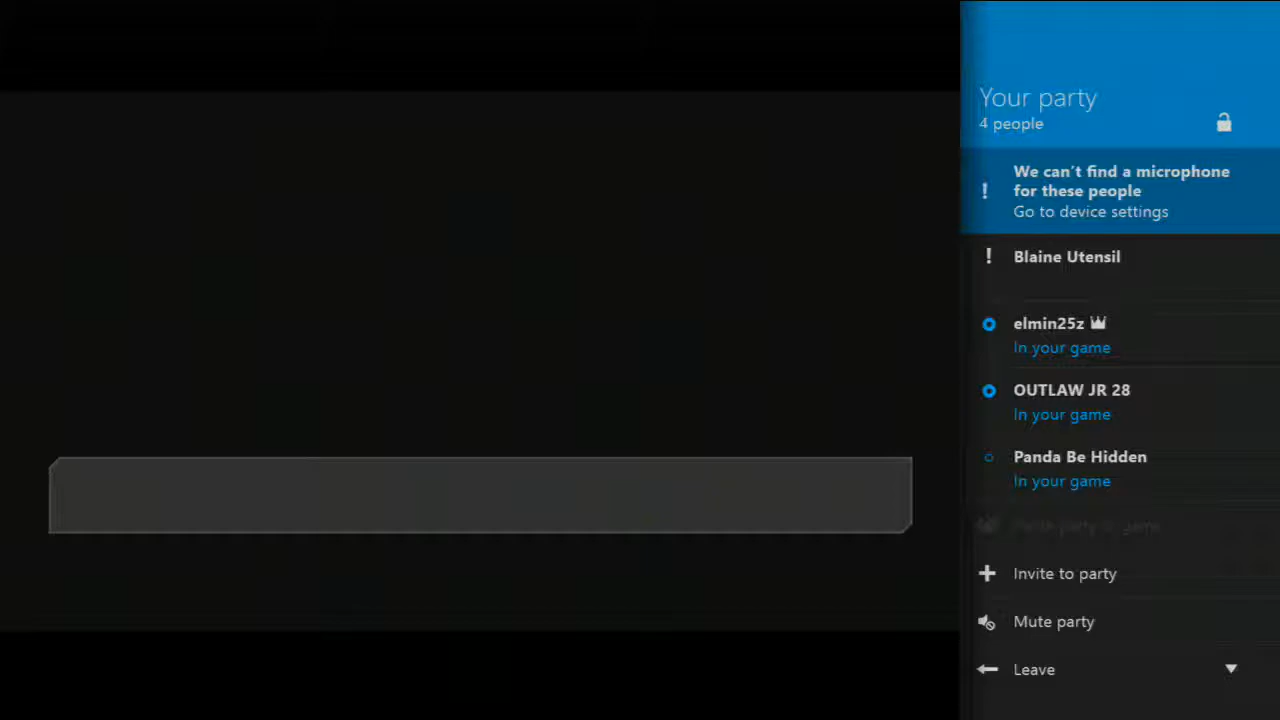 Your party
4 people
! We can't find a microphone
for these people
Go to device settings
! Blaine Utensil
elmin25z
In your game
OUTLAW JR 28
In your game
Panda Be Hidden
In your game
Invite to party
Mute party
Leave